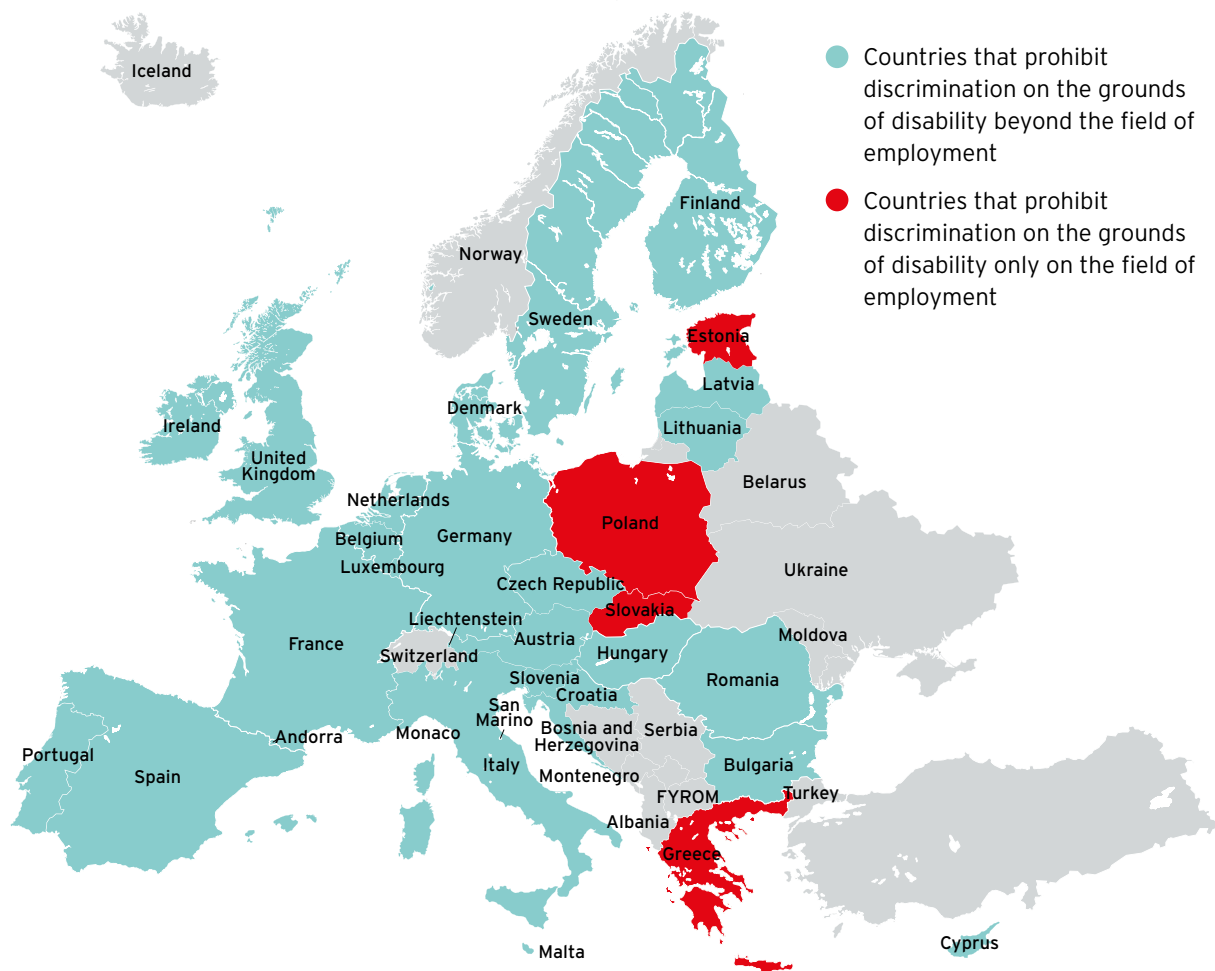 Iceland
Countries that prohibit
discrimination on the grounds
of disability beyond the field of
employment
Countries that prohibit
discrimination on the grounds
of disability only on the field of
employment
Finland
Norway
Sweden
Estonia
Latvia
Denmark
Lithuania
Ireland
United
Kingdom
Belarus
Netherlands
Poland
Belgium
Germany
Luxembourg
Ukraine
Czech Republic
Slovakia
Liechtenstein
Austria
Moldova
France
Switzerland
Hungary
Slovenia
Romania
Croatia
San
Marino
Bosnia and
Herzegovina
Serbia
Andorra
Monaco
Portugal
Italy
Bulgaria
Spain
Montenegro
FYROM
Turkey
Albania
Greece
Malta
Cyprus